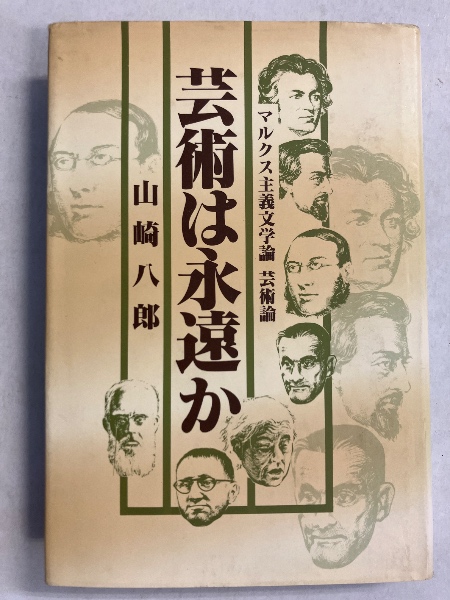 マルクス主義文学論 芸術論
芸術は永遠か
山崎八郎